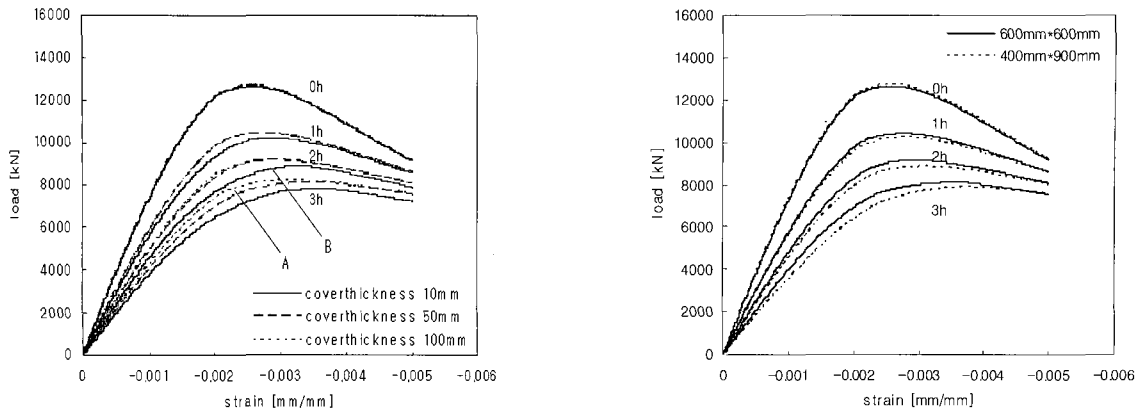 16000
14000
12000
10000
8000
6000
4000
2000
0
load [kN]
0h
1h
2h
3h
A
B
coverthickness 10mm
coverthickness 50mm
coverthickness 100mm
0 -0.001 -0.002 -0.003 -0.004 -0.005 -0.006
strain [mm/mm]
16000
14000
12000
10000
8000
6000
4000
2000
0
load [kN]
600mm*600mm
400mm*900mm
0h
1h
2h
3h
0 -0.001 -0.002 -0.003 -0.004 -0.005 -0.006
strain [mm/mm]